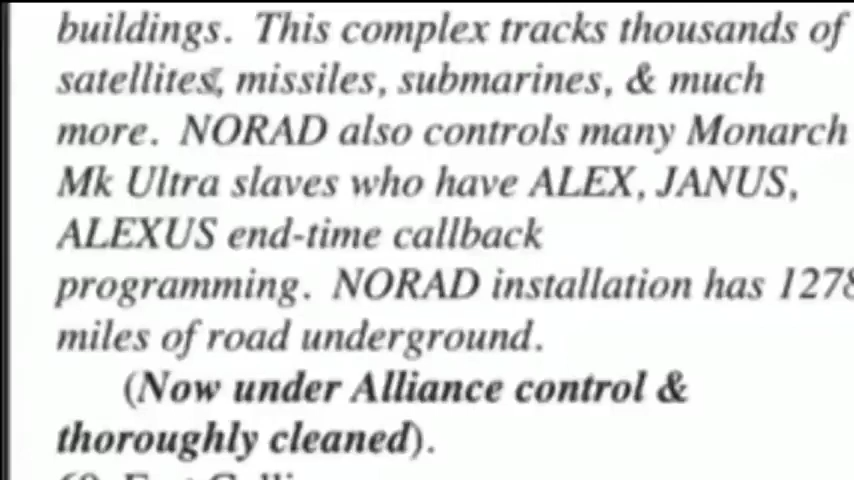 buildings. This complex tracks thousands of
satellites, missiles, submarines, & much
more. NORAD also controls many Monarch
Mk Ultra slaves who have ALEX, JANUS,
ALEXUS end-time callback
programming. NORAD installation has 1278
miles of road underground.
(Now under Alliance control &
thoroughly cleaned).